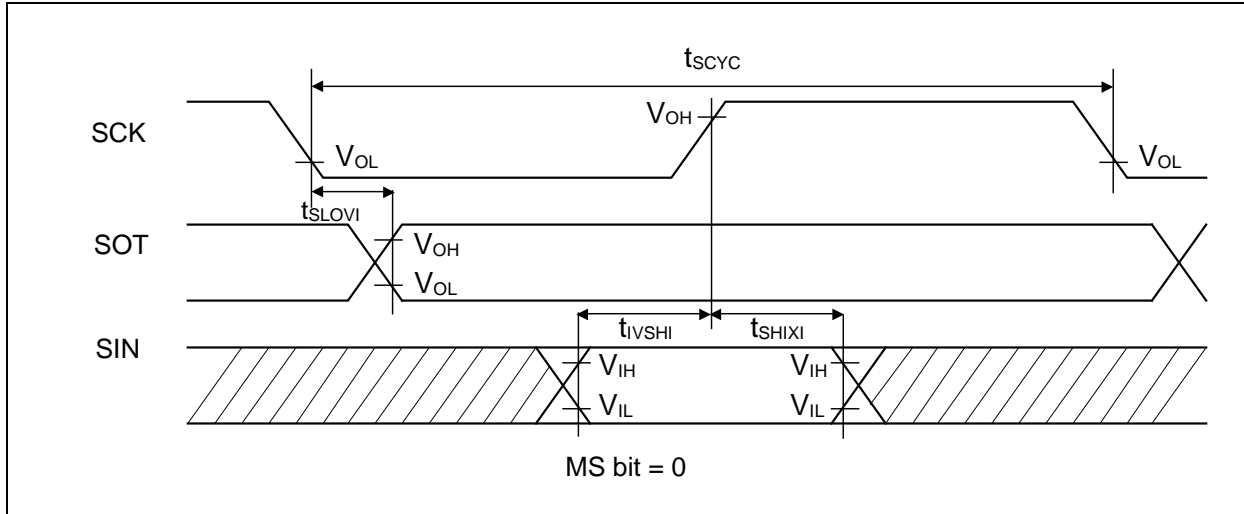 tSCYC
SCK
VOH
VOL
VOL
tSLOVI
SOT
VOH
VOL
tIVSHI
tSHIXI
SIN
VIH
VIH
VIL
VIL
MS bit = 0